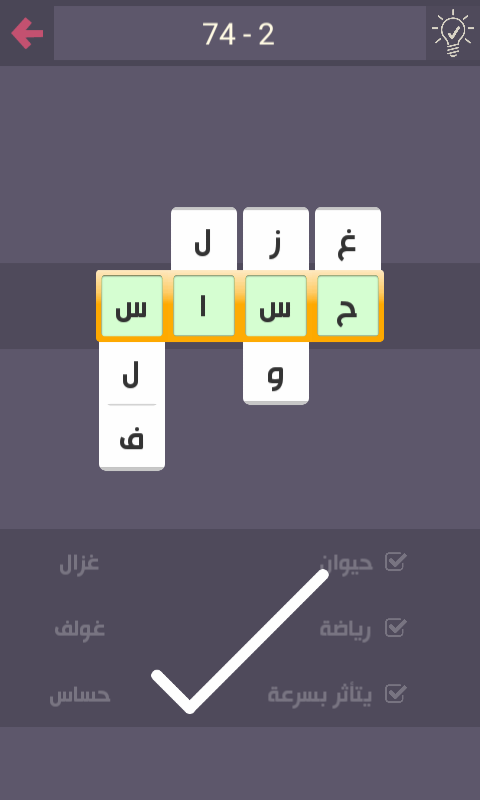 74 - 2
غ ز ل
ح س ا س
و ل
ف
حيوان غزال
رياضة غولف
يتأثر بسرعة حساس